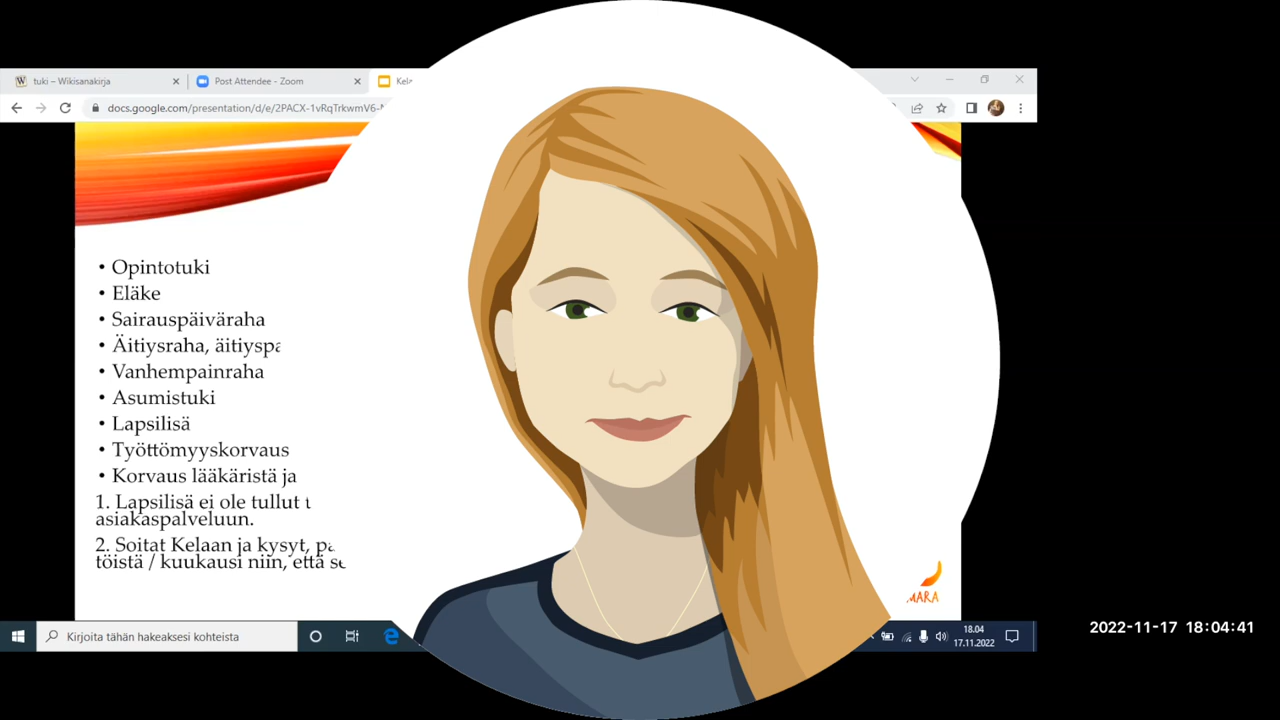 tuki – Wikisanakirja
Post Attendee - Zoom
Kela
docs.google.com/presentation/d/e/2PACX-1vRqTrkwmV6-
• Opintotuki
• Eläke
• Sairauspäiväraha
• Äitiysraha,
• Vanhempainraha
• Asumistuki
• Lapsilisä
• Työttömyyskorvaus
• Korvaus lääkäristä ja
1. Lapsilisä ei ole tullut
asiakaspalveluun.
2. Soitat Kelaan ja kysyt,
töistä / kuukausi niin, että
MARA
Kirjoita tähän hakeaksesi kohteista
18.04
17.11.2022
2022-11-17 18:04:41